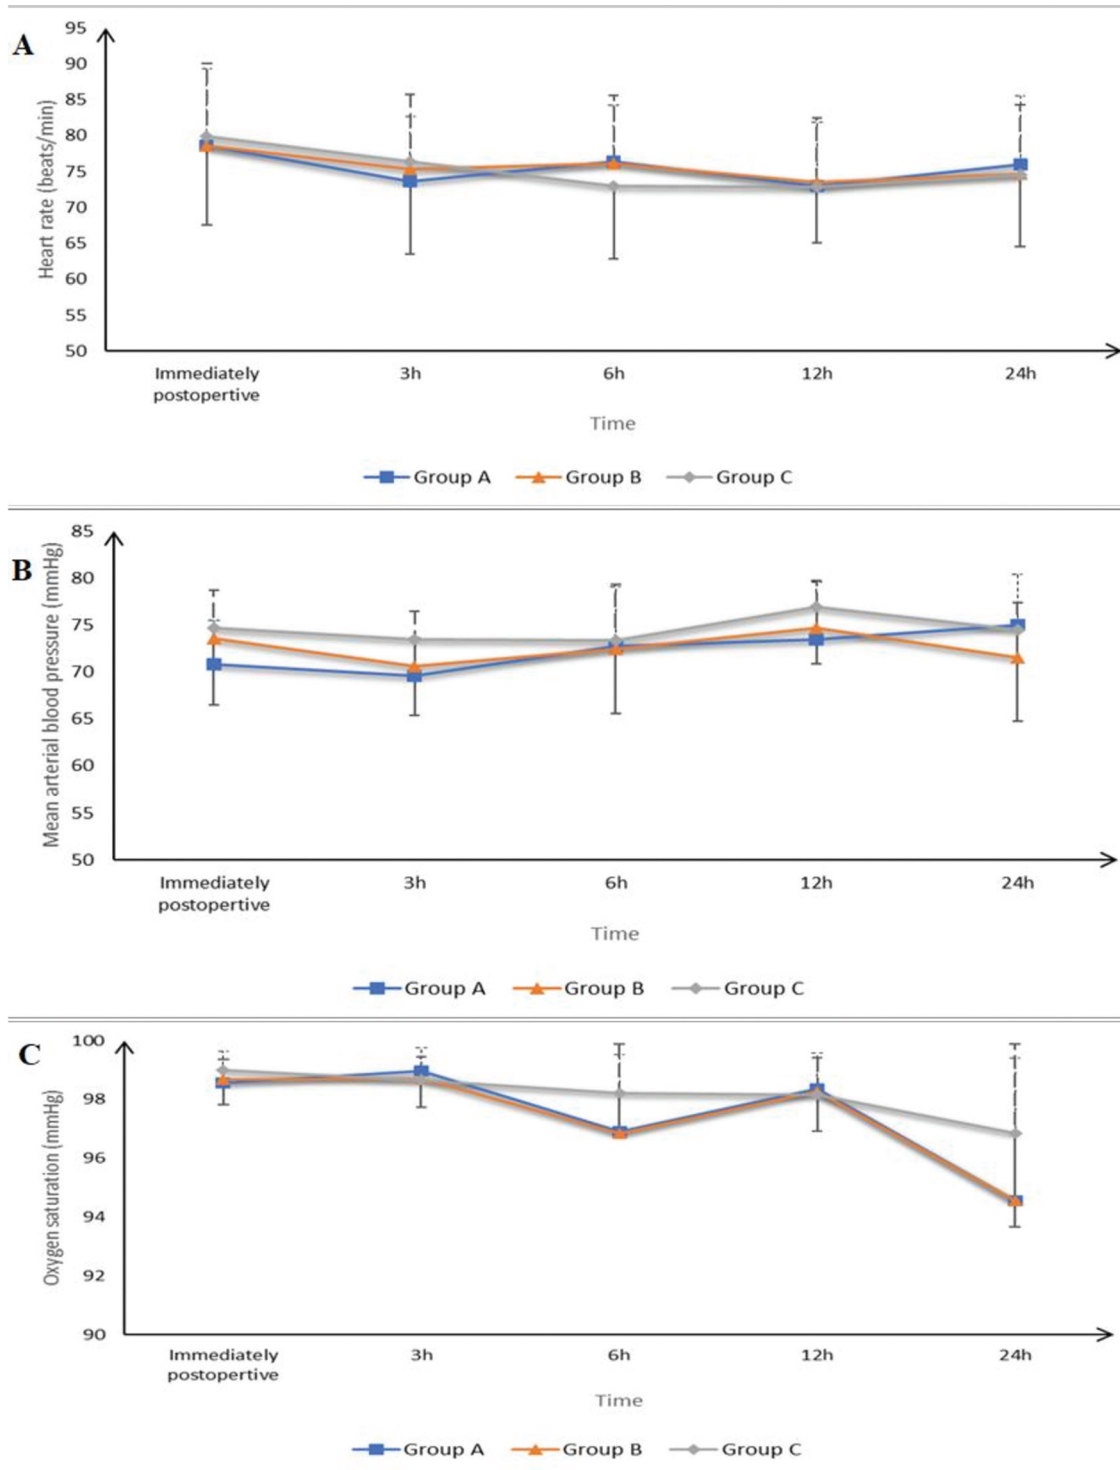 A
Heart rate (beats/min)
95
90
85
80
75
70
65
60
55
50
Immediately
postopertive
3h
6h
12h
24h
Time
Group A
Group B
Group C
B
Mean arterial blood pressure (mmHg)
85
80
75
70
65
60
55
50
Immediately
postopertive
3h
6h
12h
24h
Time
Group A
Group B
Group C
C
Oxygen saturation (mmHg)
100
98
96
94
92
90
Immediately
postopertive
3h
6h
12h
24h
Time
Group A
Group B
Group C